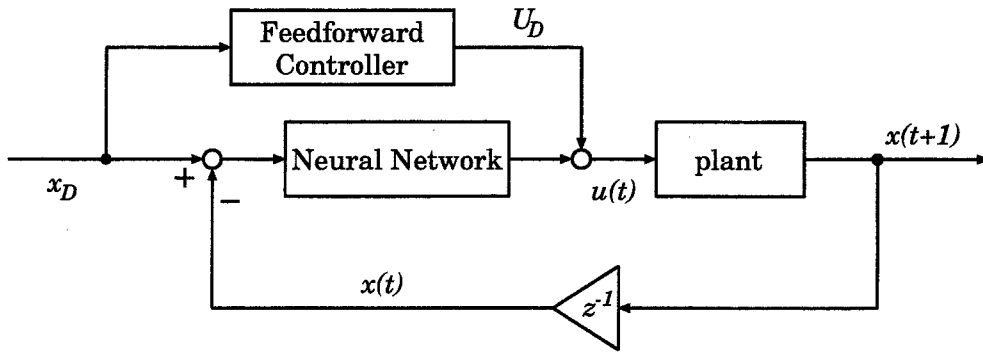 Feedforward
Controller
U_D
Neural Network
plant
x(t+1)
x_D
+
−
u(t)
x(t)
z^{-1}